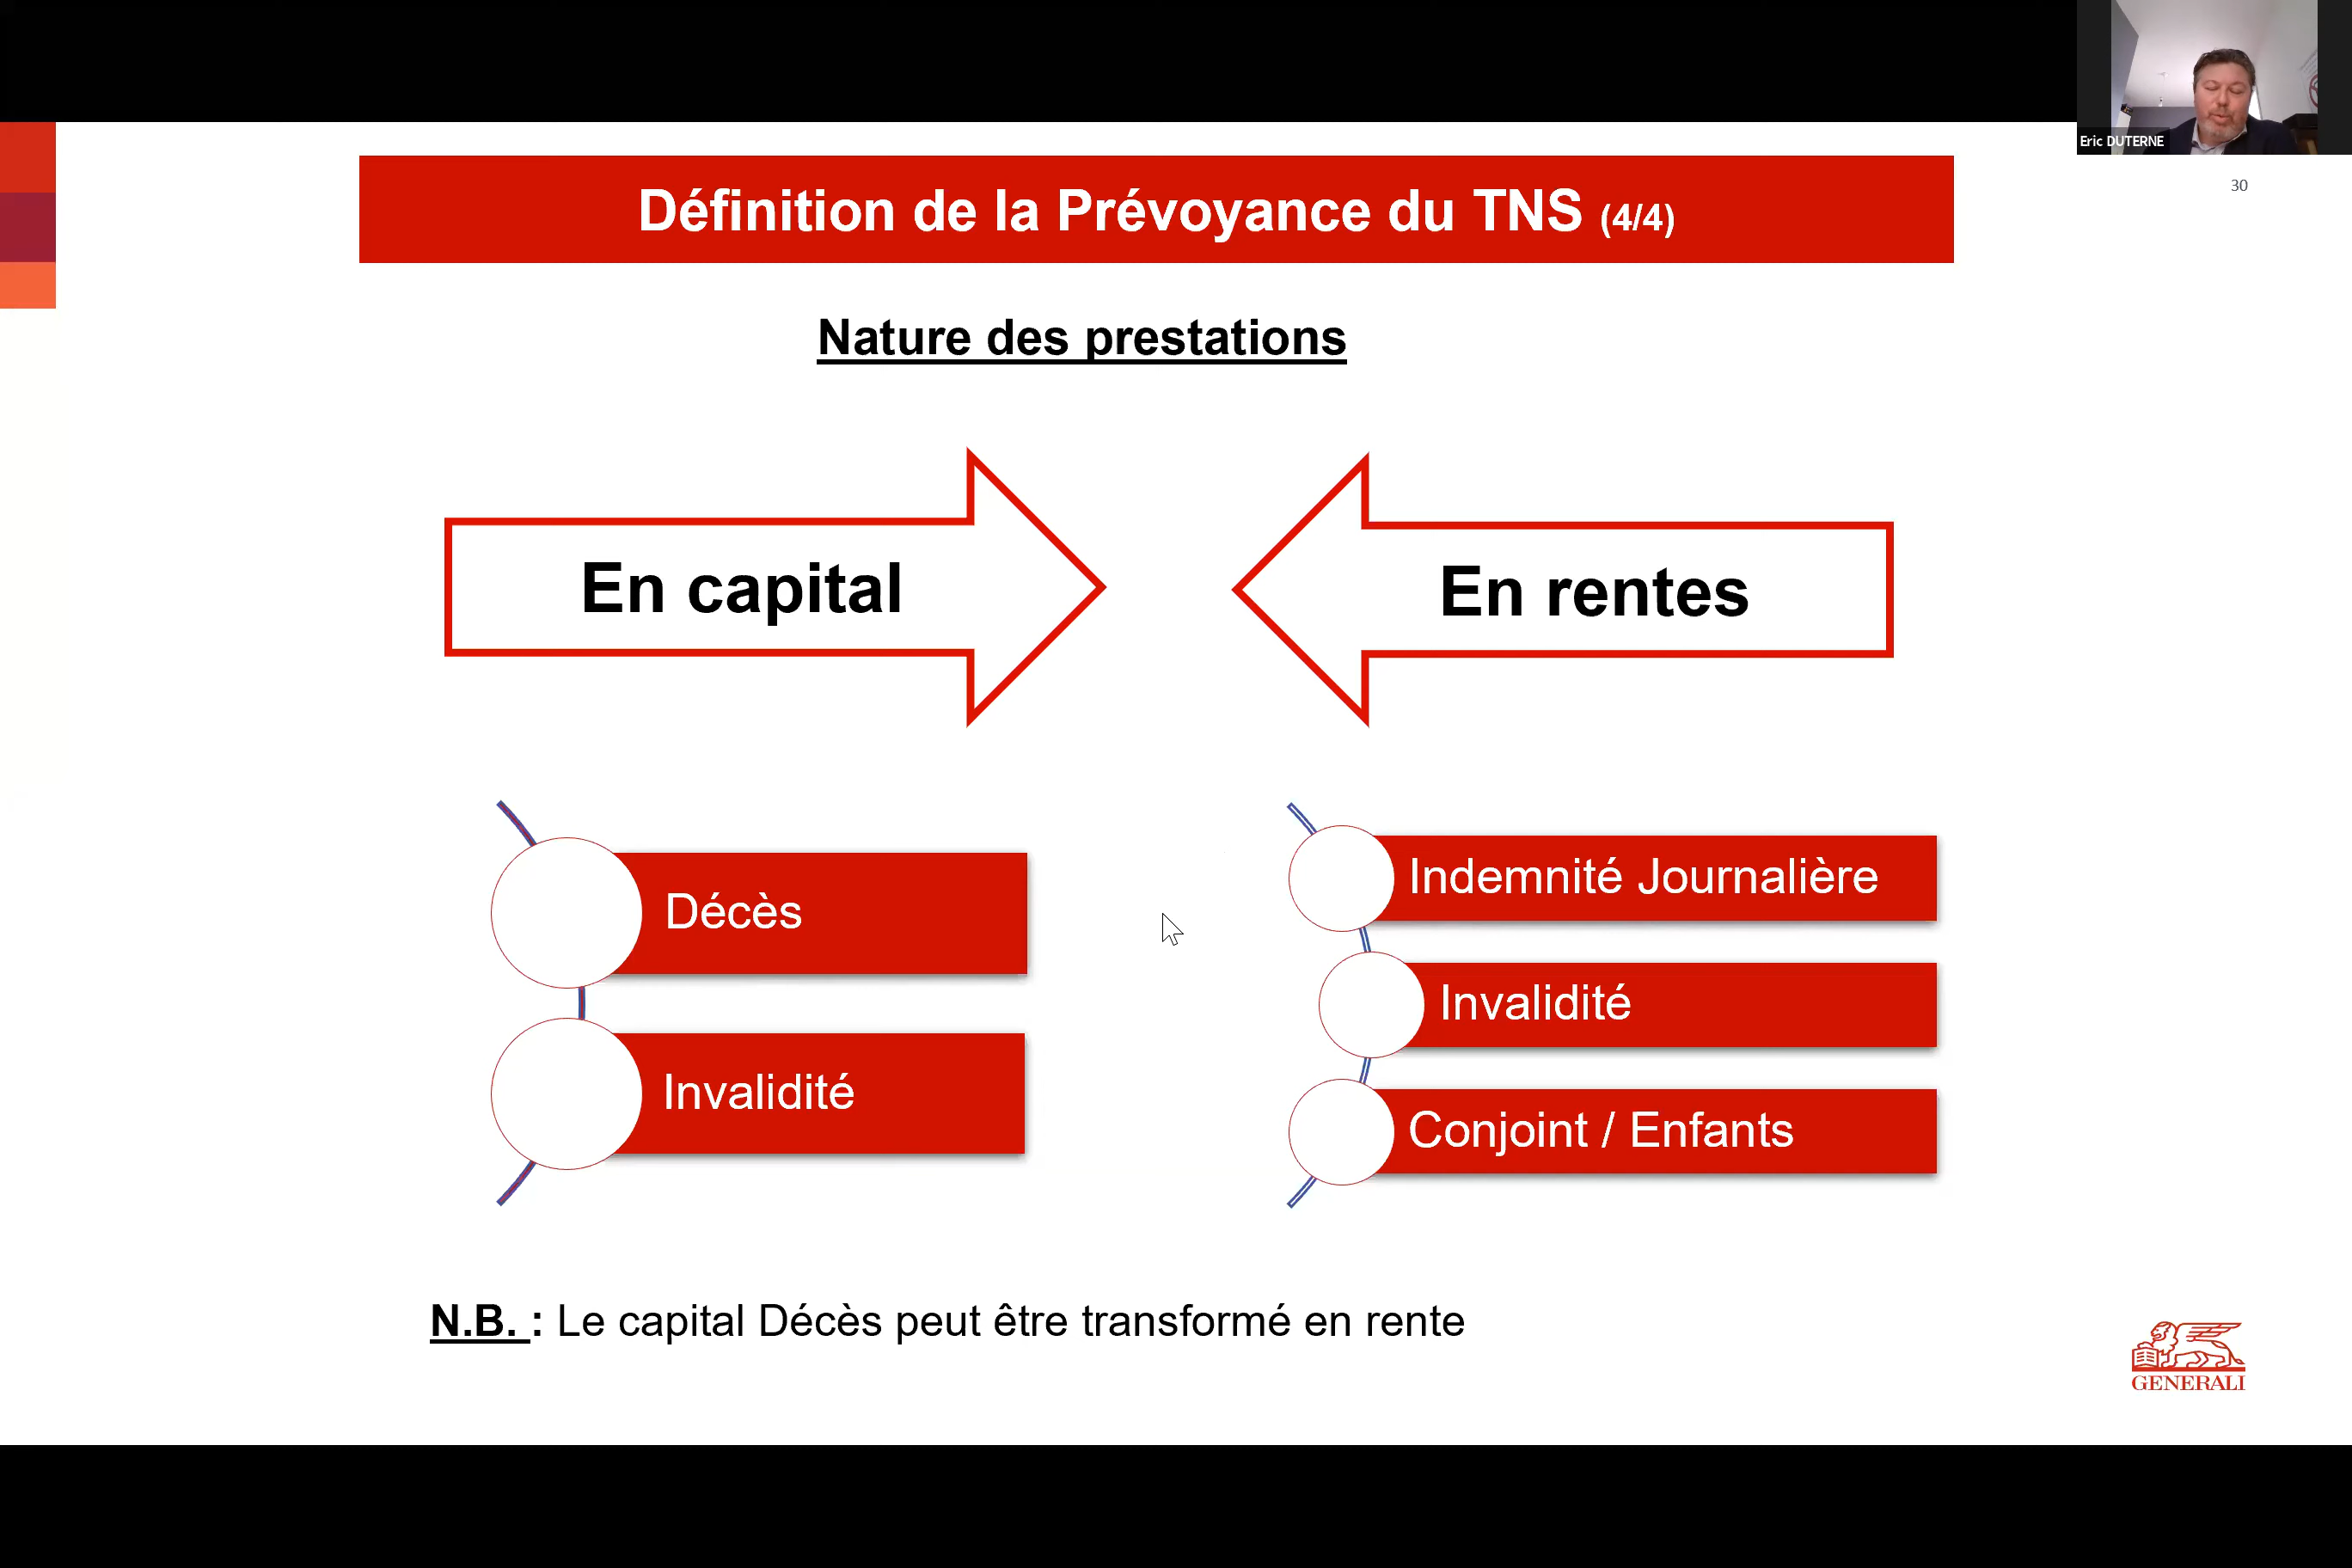 Eric DUTERNE
30
Définition de la Prévoyance du TNS (4/4)
Nature des prestations
En capital
En rentes
Décès
Invalidité
Indemnité Journalière
Invalidité
Conjoint / Enfants
N.B. : Le capital Décès peut être transformé en rente
GENERALI